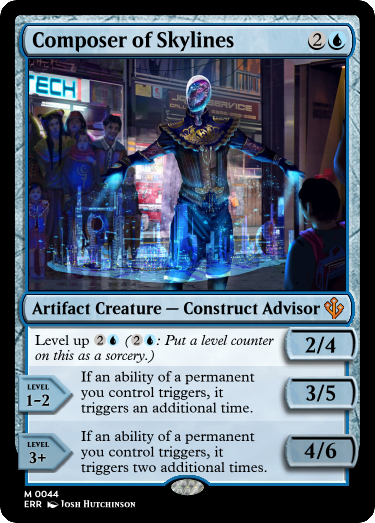 Composer of Skylines 2
TECH
SERVICE
Artifact Creature — Construct Advisor
Level up 2 (2: Put a level counter
on this as a sorcery.)
2/4
LEVEL
1-2
If an ability of a permanent
you control triggers, it
triggers an additional time.
3/5
LEVEL
3+
If an ability of a permanent
you control triggers, it
triggers two additional times.
4/6
M 0044
ERR Josh Hutchinson